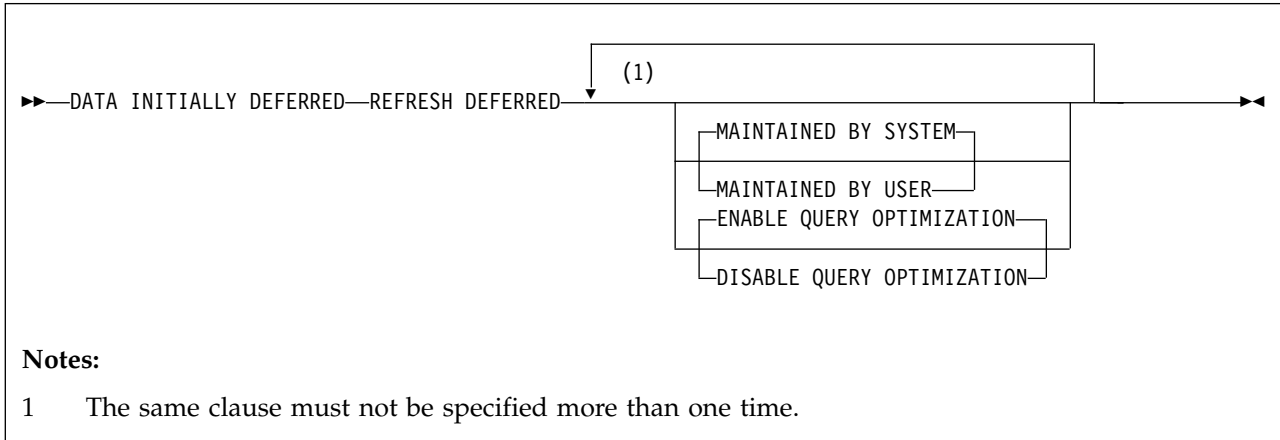 (1)
DATA INITIALLY DEFERRED REFRESH DEFERRED
MAINTAINED BY SYSTEM
MAINTAINED BY USER
ENABLE QUERY OPTIMIZATION
DISABLE QUERY OPTIMIZATION
Notes:
1 The same clause must not be specified more than one time.